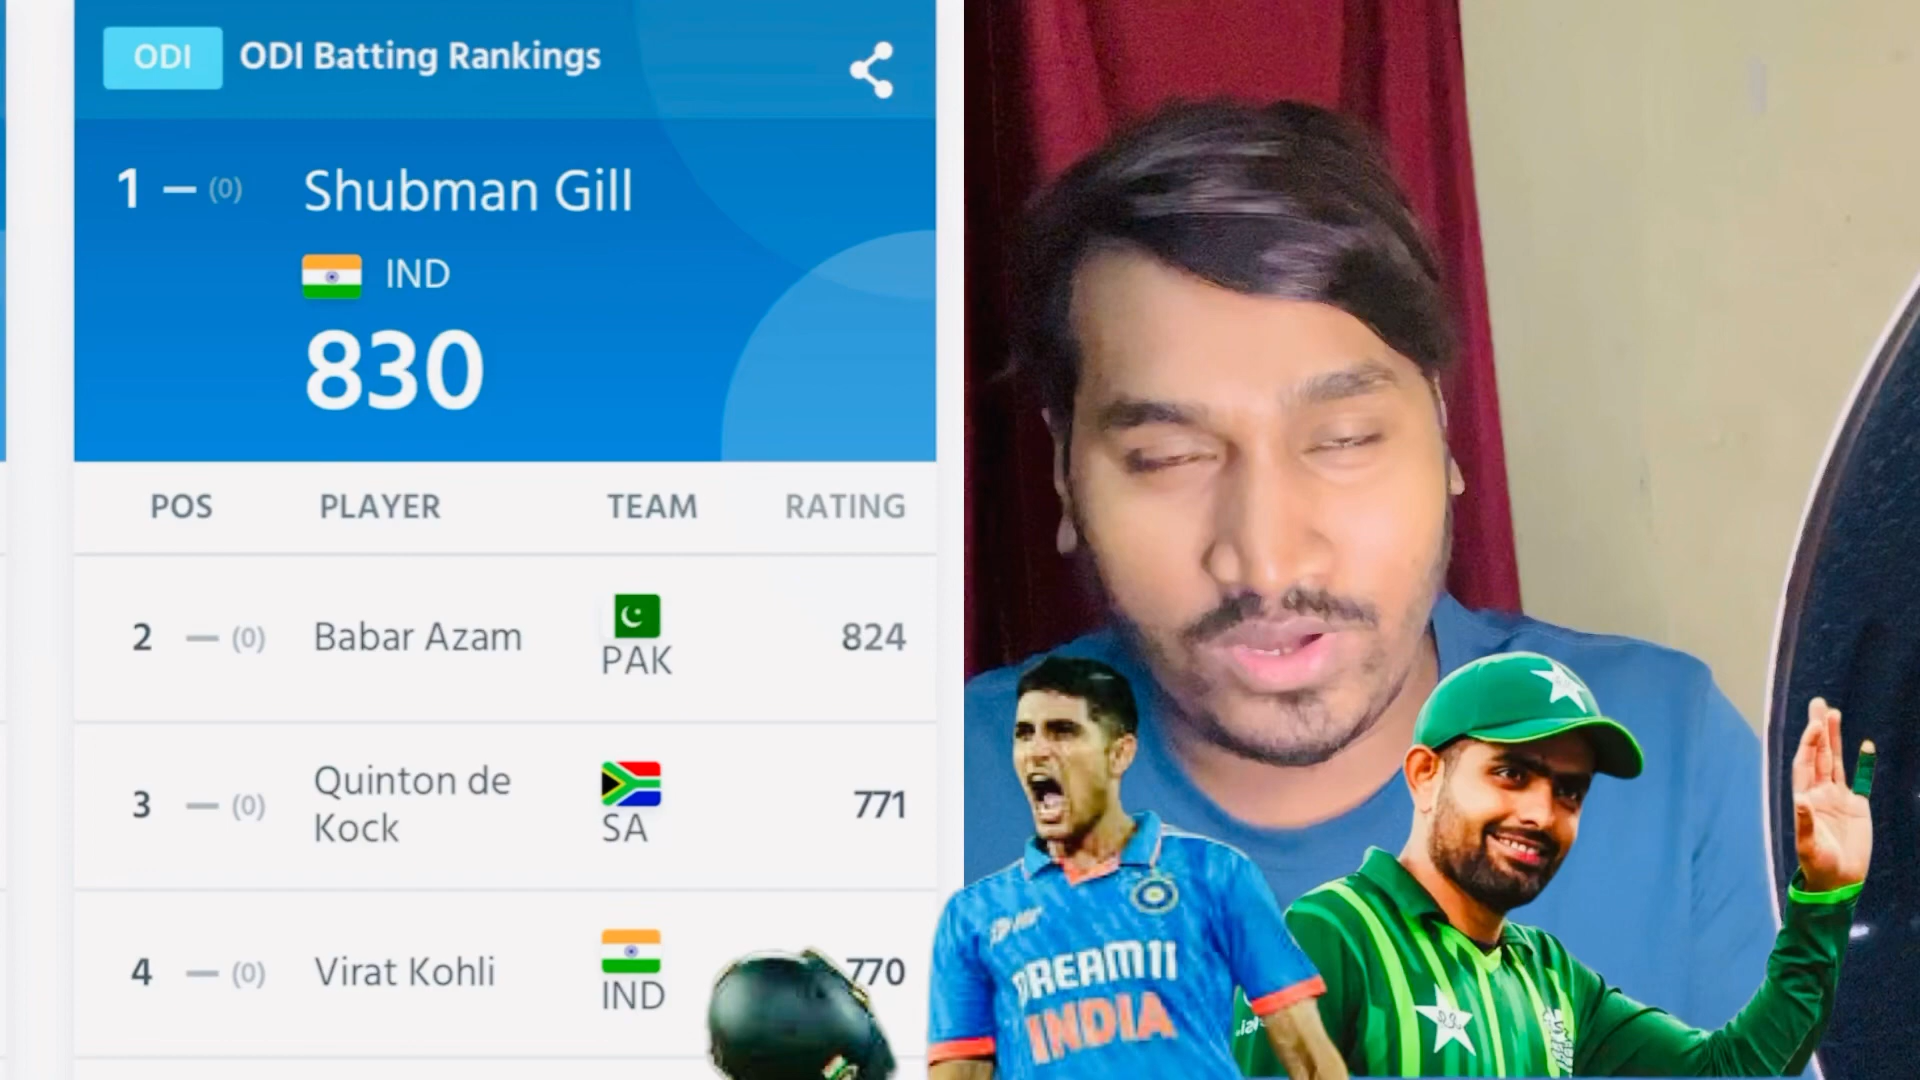 ODI ODI Batting Rankings
1 — (0) Shubman Gill
IND
830
POS PLAYER TEAM RATING
2 — (0) Babar Azam PAK 824
3 — (0) Quinton de Kock SA 771
4 — (0) Virat Kohli IND 770
DREAM11
INDIA